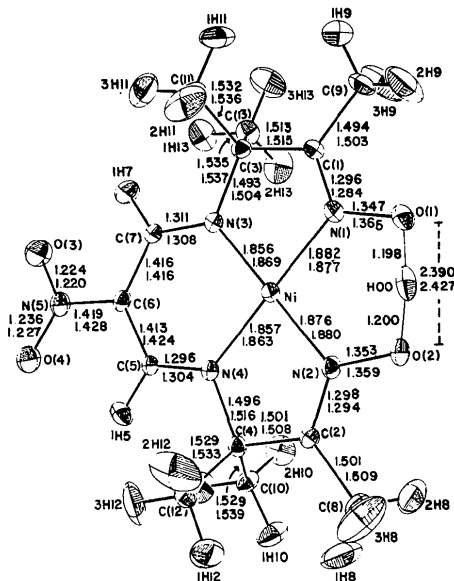 1H11
1H9
3H11
C(11)
1.532
1.536
2H11
C(13)
3H13
C(9)
2H9
3H9
1H13
1.513
1.515
1.494
1.503
1.535
1.537
C(3)
2H13
C(1)
1H7
1.493
1.504
1.296
1.284
1.347
1.365
1.311
1.308
N(3)
N(1)
O(1)
C(7)
O(3)
1.856
1.869
1.882
1.877
1.198
1.224
1.220
1.416
1.416
N(5)
C(6)
Ni
HOO
2.390
2.427
1.236
1.227
1.419
1.428
1.413
1.424
1.857
1.863
1.876
1.880
1.200
O(4)
C(5)
1.296
1.304
N(4)
N(2)
1.353
1.359
O(2)
1H5
1.496
1.516
1.501
1.508
1.298
1.294
2H12
1.529
1.533
C(4)
2H10
C(2)
1.501
1.509
3H12
C(12)
1.529
1.539
C(10)
C(8)
2H8
3H8
1H12
1H10
1H8